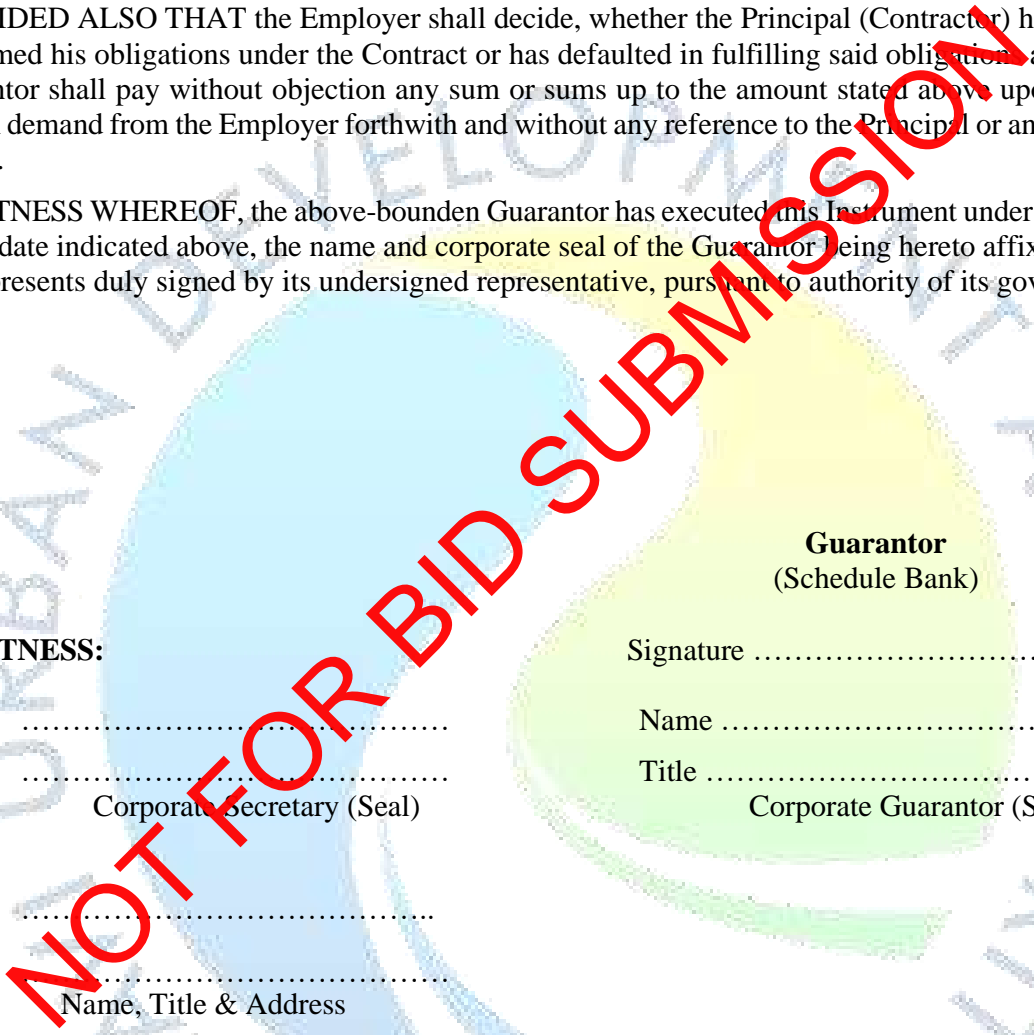 IDED ALSO THAT the Employer shall decide, whether the Principal (Contractor) h
med his obligations under the Contract or has defaulted in fulfilling said obligations a
ntor shall pay without objection any sum or sums up to the amount stated above upo
demand from the Employer forthwith and without any reference to the Principal or an
.
TNESS WHEREOF, the above-bounden Guarantor has executed this Instrument under
date indicated above, the name and corporate seal of the Guarantor being hereto affix
presents duly signed by its undersigned representative, pursuant to authority of its gov
Guarantor
(Schedule Bank)
TNESS:
Signature ……………………………
……………………………………
Name ……………………………
……………………………………
Title ……………………………
Corporate Secretary (Seal)
Corporate Guarantor (S
…………………………………..
……………………………………
Name, Title & Address
NOT FOR BID SUBMISSION
URBAN DEVELOPMENT